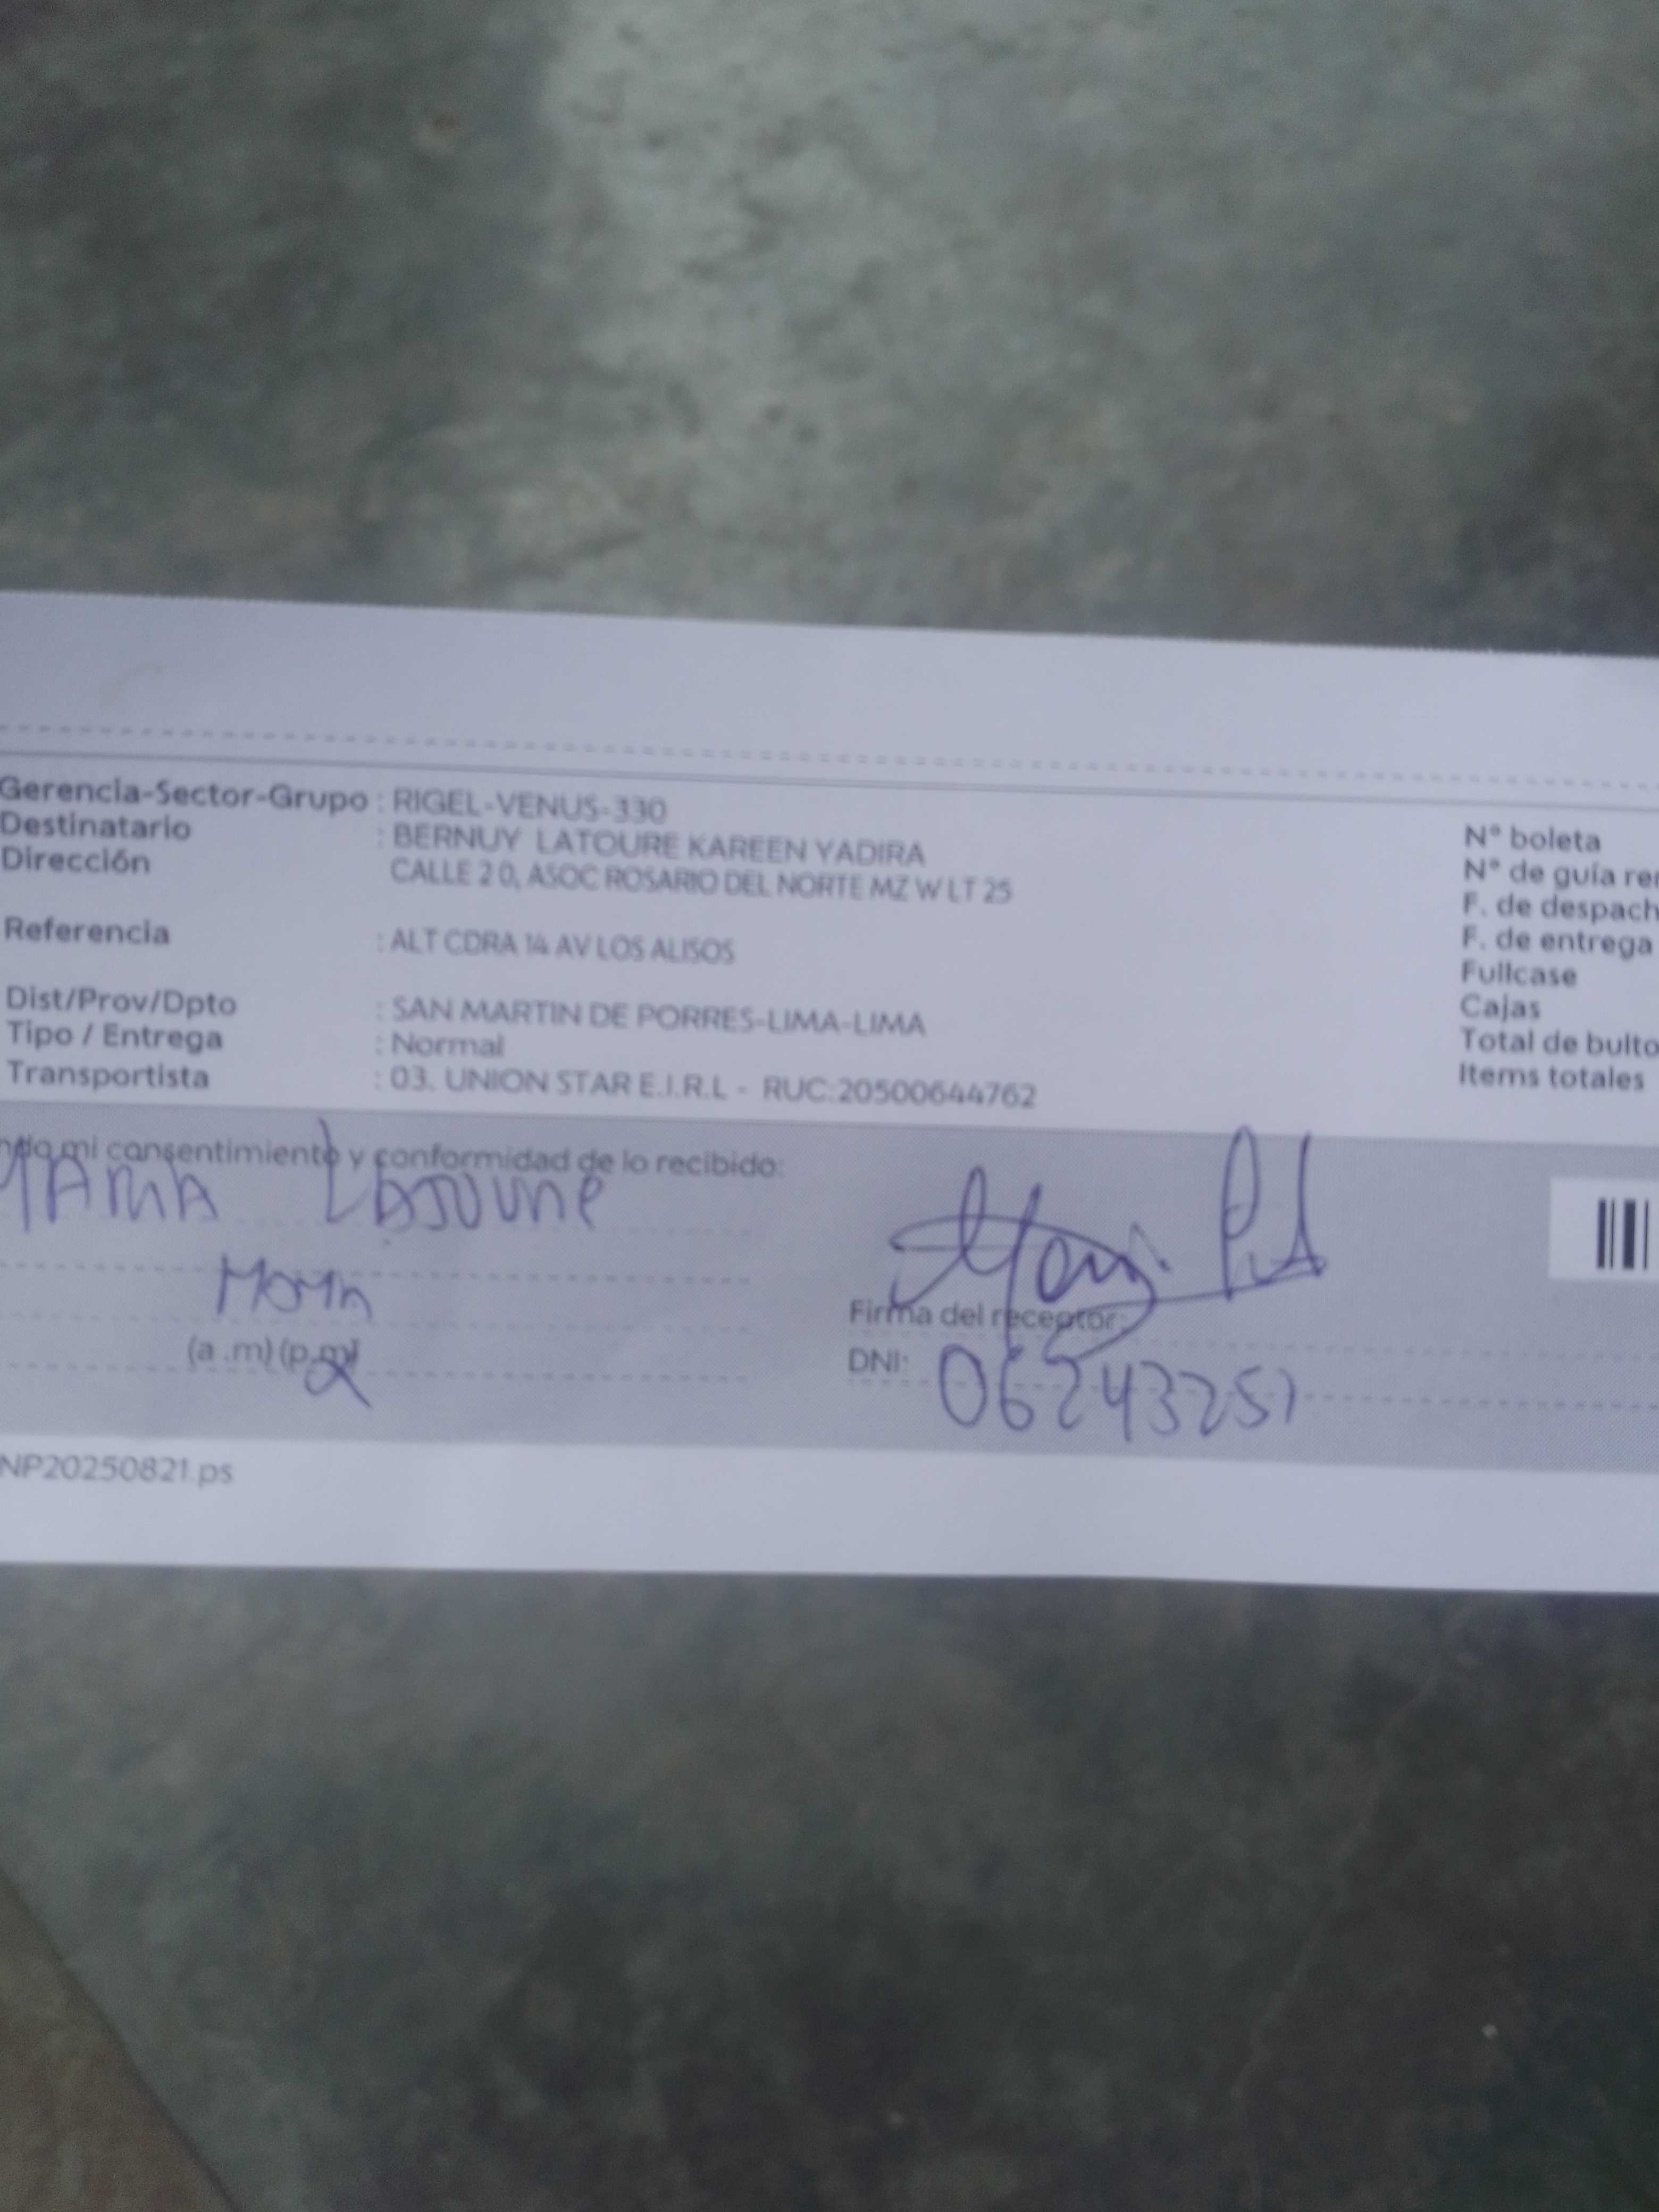 Gerencia-Sector-Grupo : RIGEL-VENUS-330
Destinatario : BERNUY LATOURE KAREEN YADIRA
Dirección CALLE 2 0, ASOC ROSARIO DEL NORTE MZ W LT 25
Referencia : ALT CDRA 14 AV LOS ALISOS
Dist/Prov/Dpto : SAN MARTIN DE PORRES-LIMA-LIMA
Tipo / Entrega : Normal
Transportista : 03. UNION STAR E.I.R.L - RUC:20500644762
N° boleta
N° de guía
F. de despach
F. de entrega
Fullcase
Cajas
Total de bulto
Items totales
mi consentimiento y conformidad de lo recibido:
(a .m) (p.m)
Firma del receptor:
DNI: 06243251
NP20250821.ps